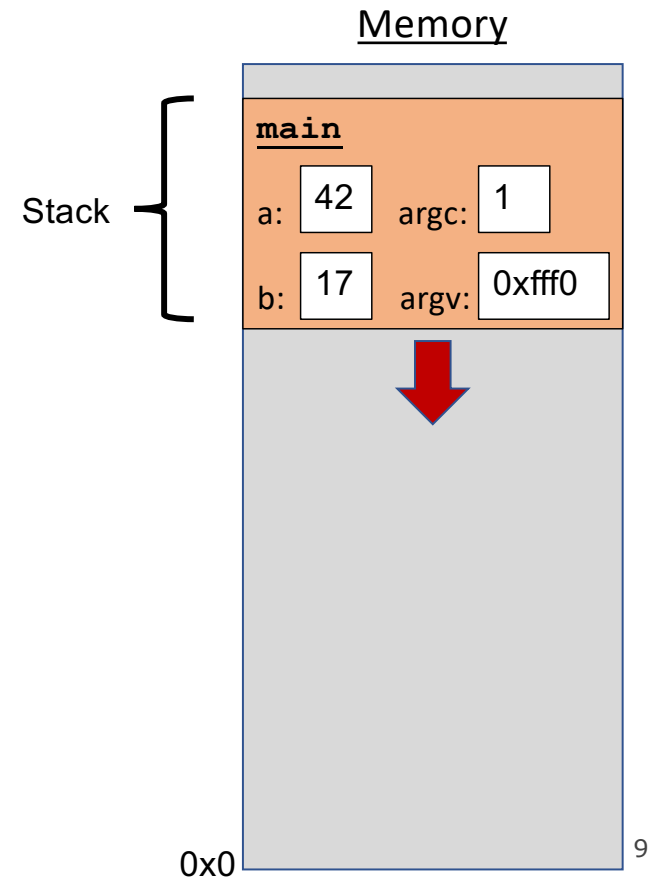 Memory
main
a: 42 argc: 1
Stack
b: 17 argv: 0xfff0
9
0x0